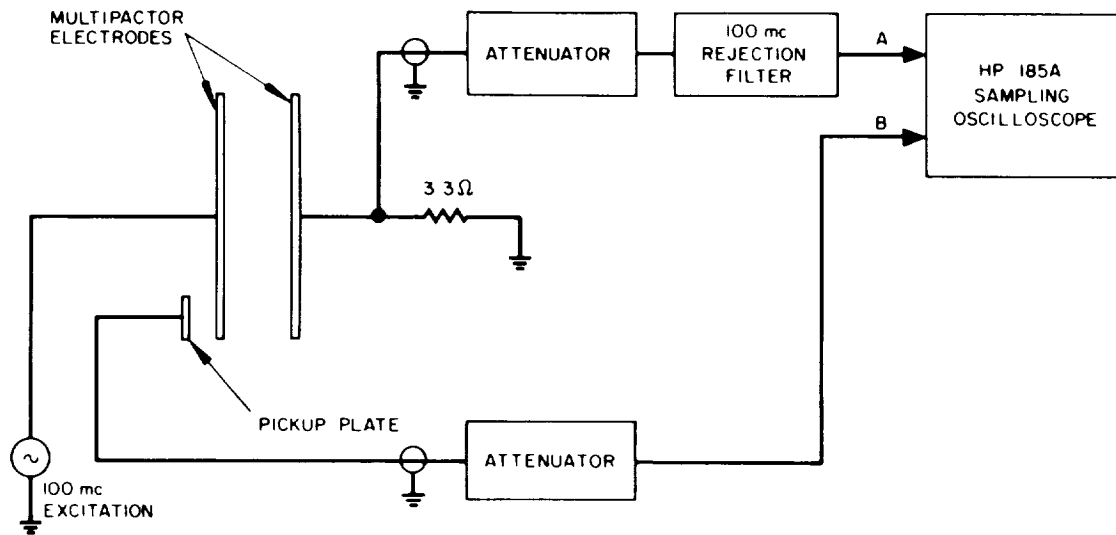 MULTIPACTOR
ELECTRODES
ATTENUATOR
100 mc
REJECTION
FILTER
A
B
HP 185A
SAMPLING
OSCILLOSCOPE
3 3Ω
PICKUP PLATE
ATTENUATOR
~
100 mc
EXCITATION